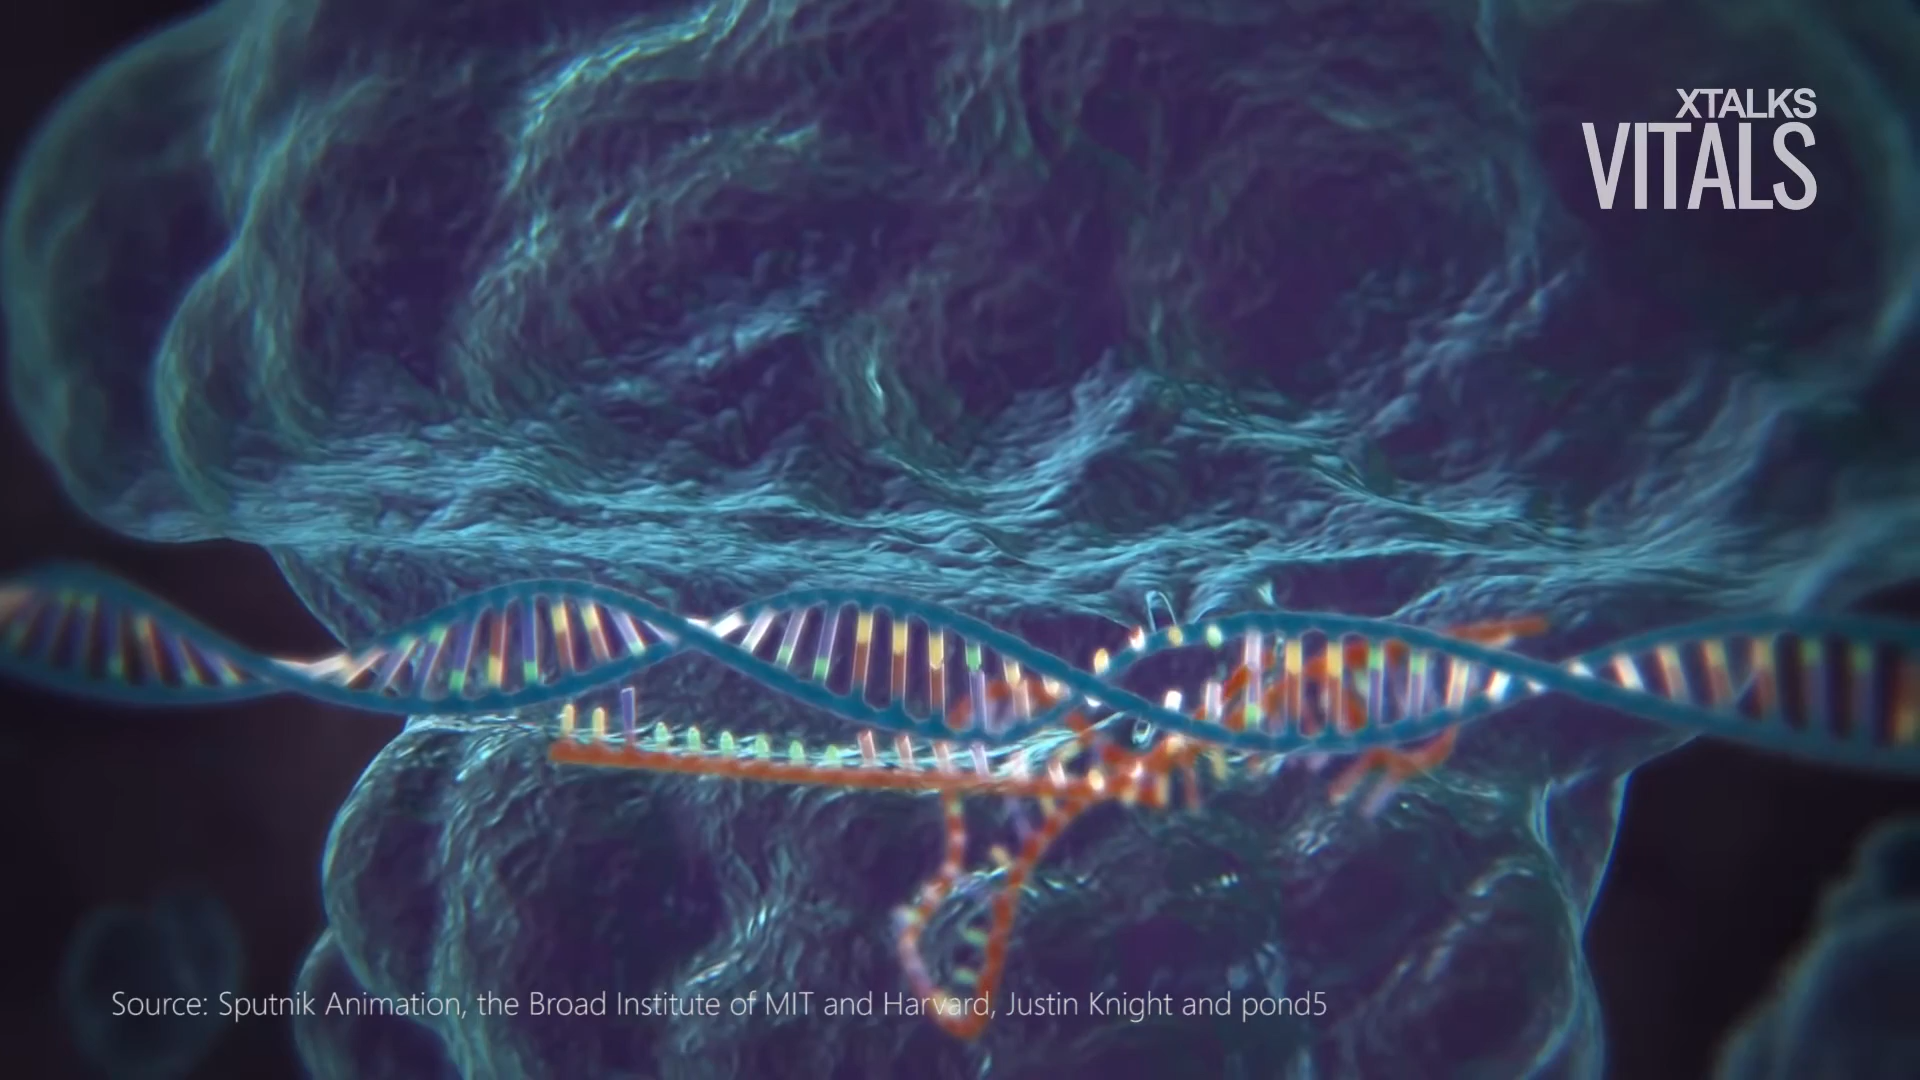 XTALKS
VITALS
Source: Sputnik Animation, the Broad Institute of MIT and Harvard, Justin Knight and pond5